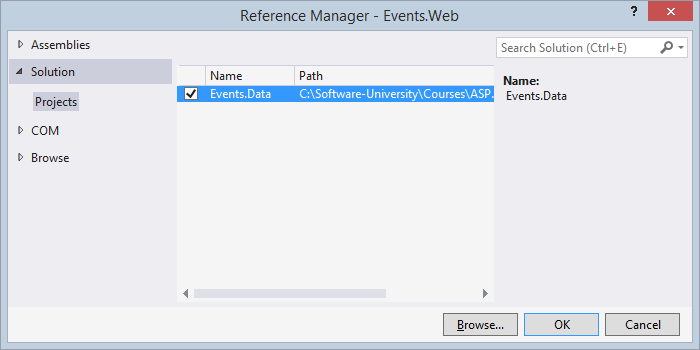 Reference Manager - Events.Web
? ×
Assemblies
Solution
Projects
COM
Browse
Name Path
Events.Data C:\Software-University\Courses\ASP.
Search Solution (Ctrl+E)
Name:
Events.Data
Browse... OK Cancel